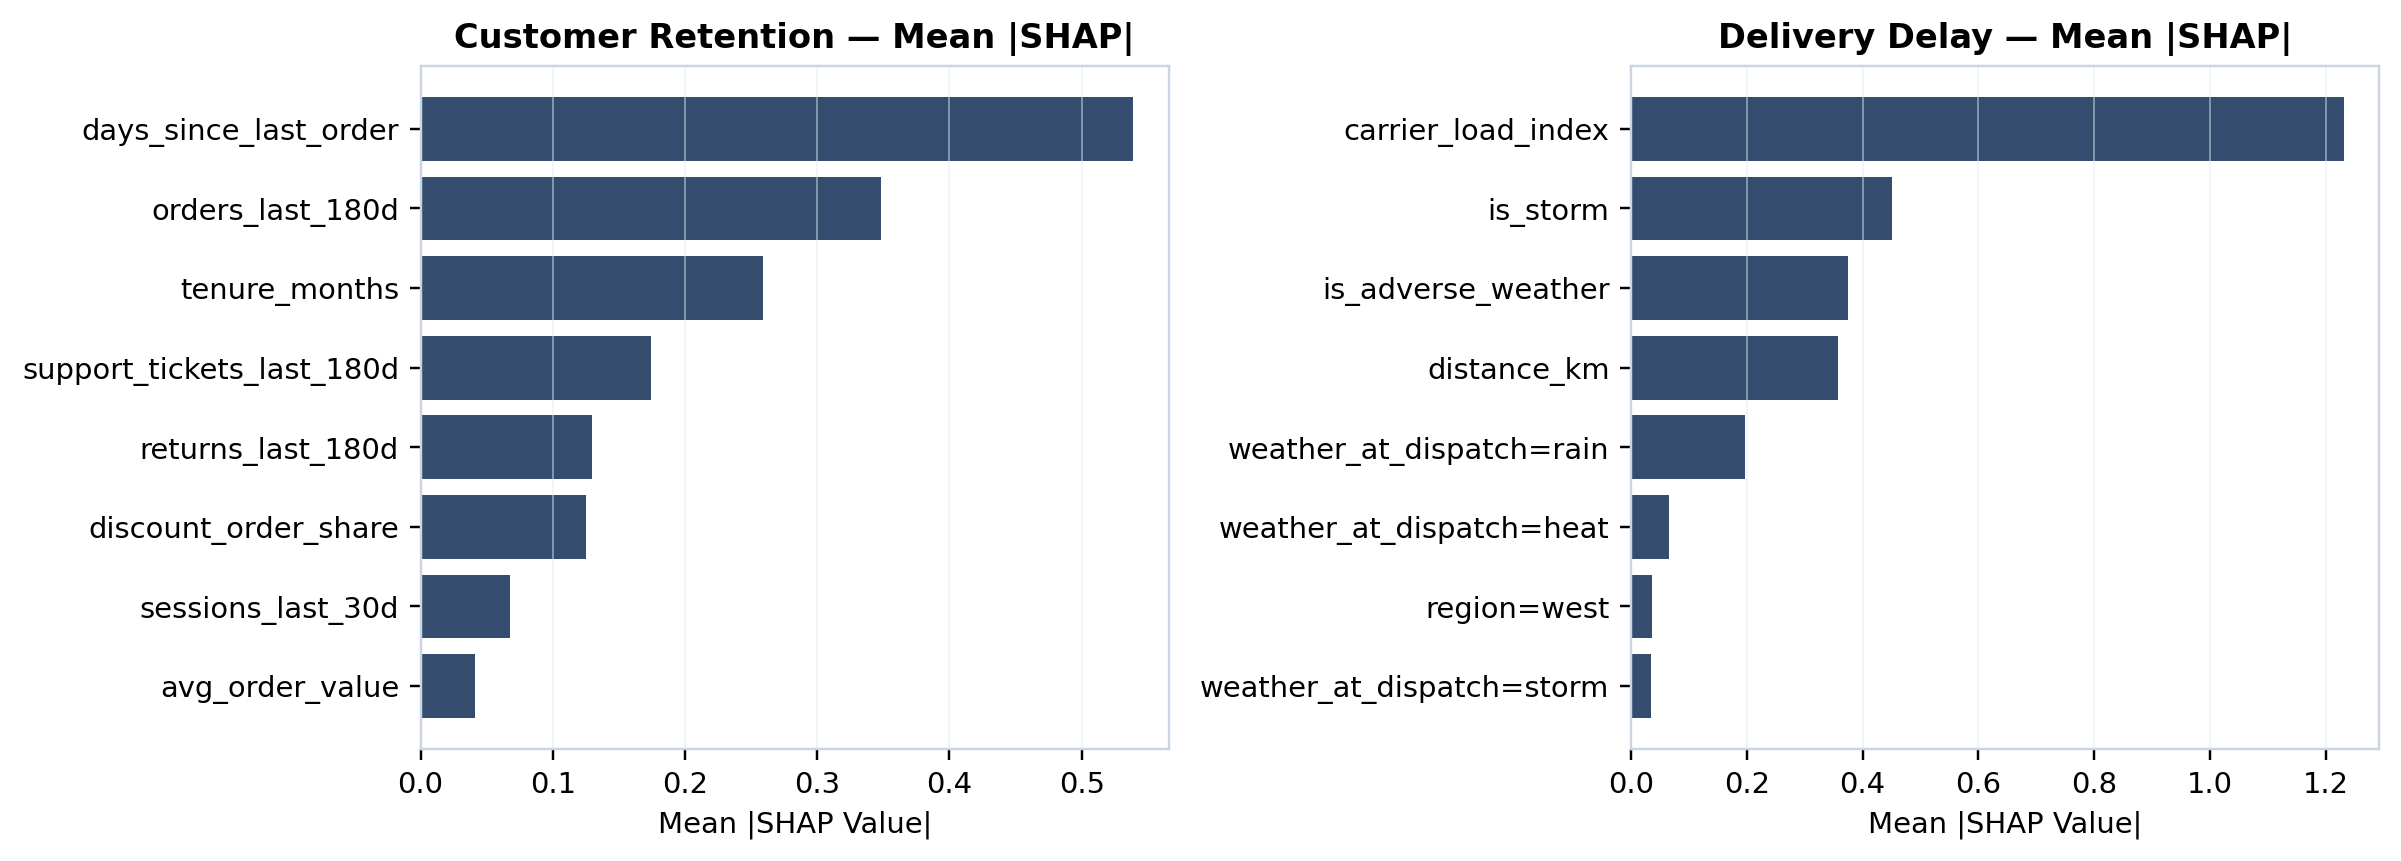 Customer Retention — Mean |SHAP|
days_since_last_order
orders_last_180d
tenure_months
support_tickets_last_180d
returns_last_180d
discount_order_share
sessions_last_30d
avg_order_value
0.0 0.1 0.2 0.3 0.4 0.5
Mean |SHAP Value|
Delivery Delay — Mean |SHAP|
carrier_load_index
is_storm
is_adverse_weather
distance_km
weather_at_dispatch=rain
weather_at_dispatch=heat
region=west
weather_at_dispatch=storm
0.0 0.2 0.4 0.6 0.8 1.0 1.2
Mean |SHAP Value|